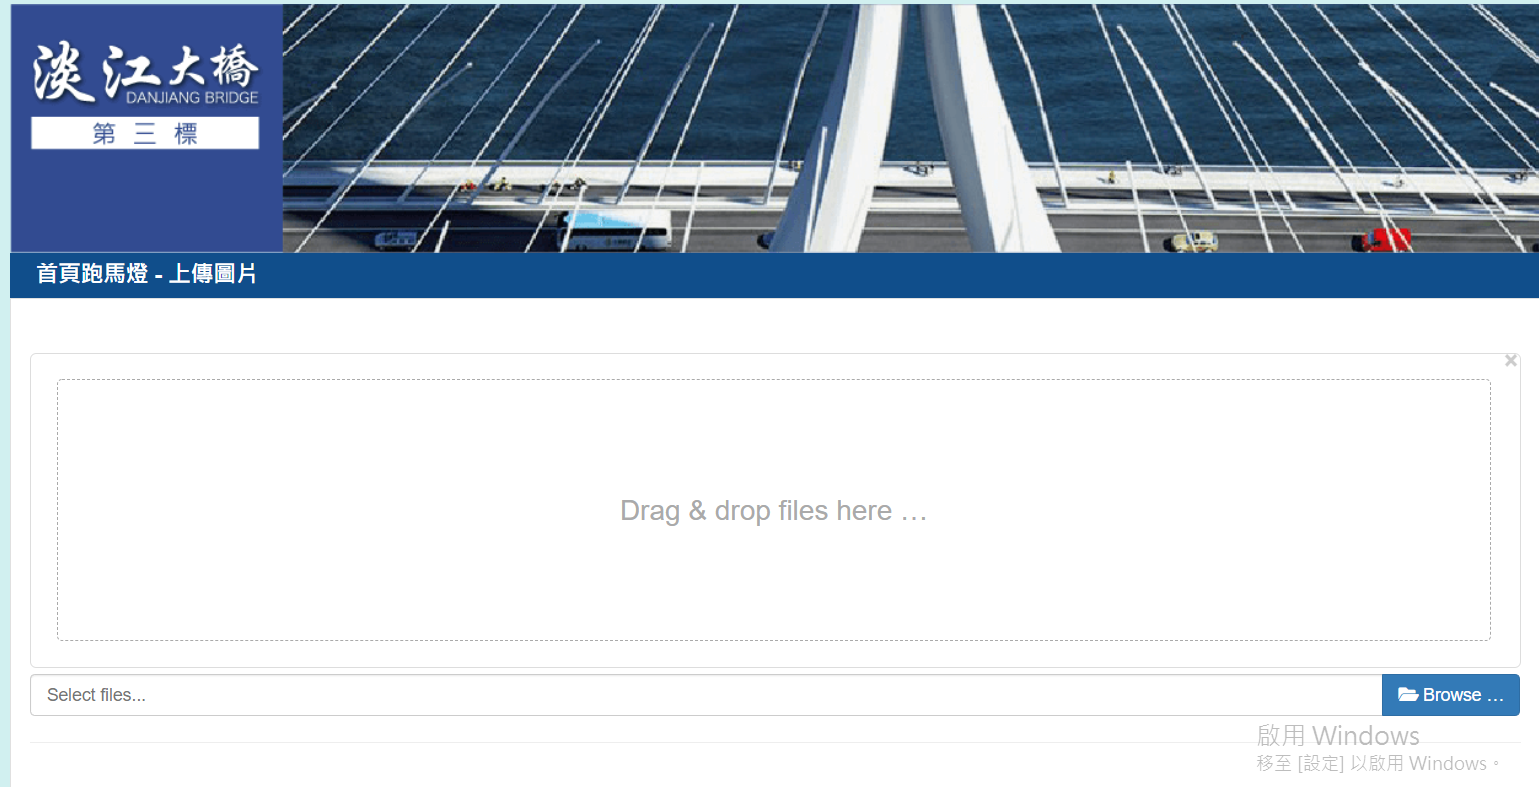 淡江大橋
DANJIANG BRIDGE
第三標
首頁跑馬燈 - 上傳圖片
×
Drag & drop files here …
Select files...
Browse …
啟用 Windows
移至 [設定] 以啟用 Windows。